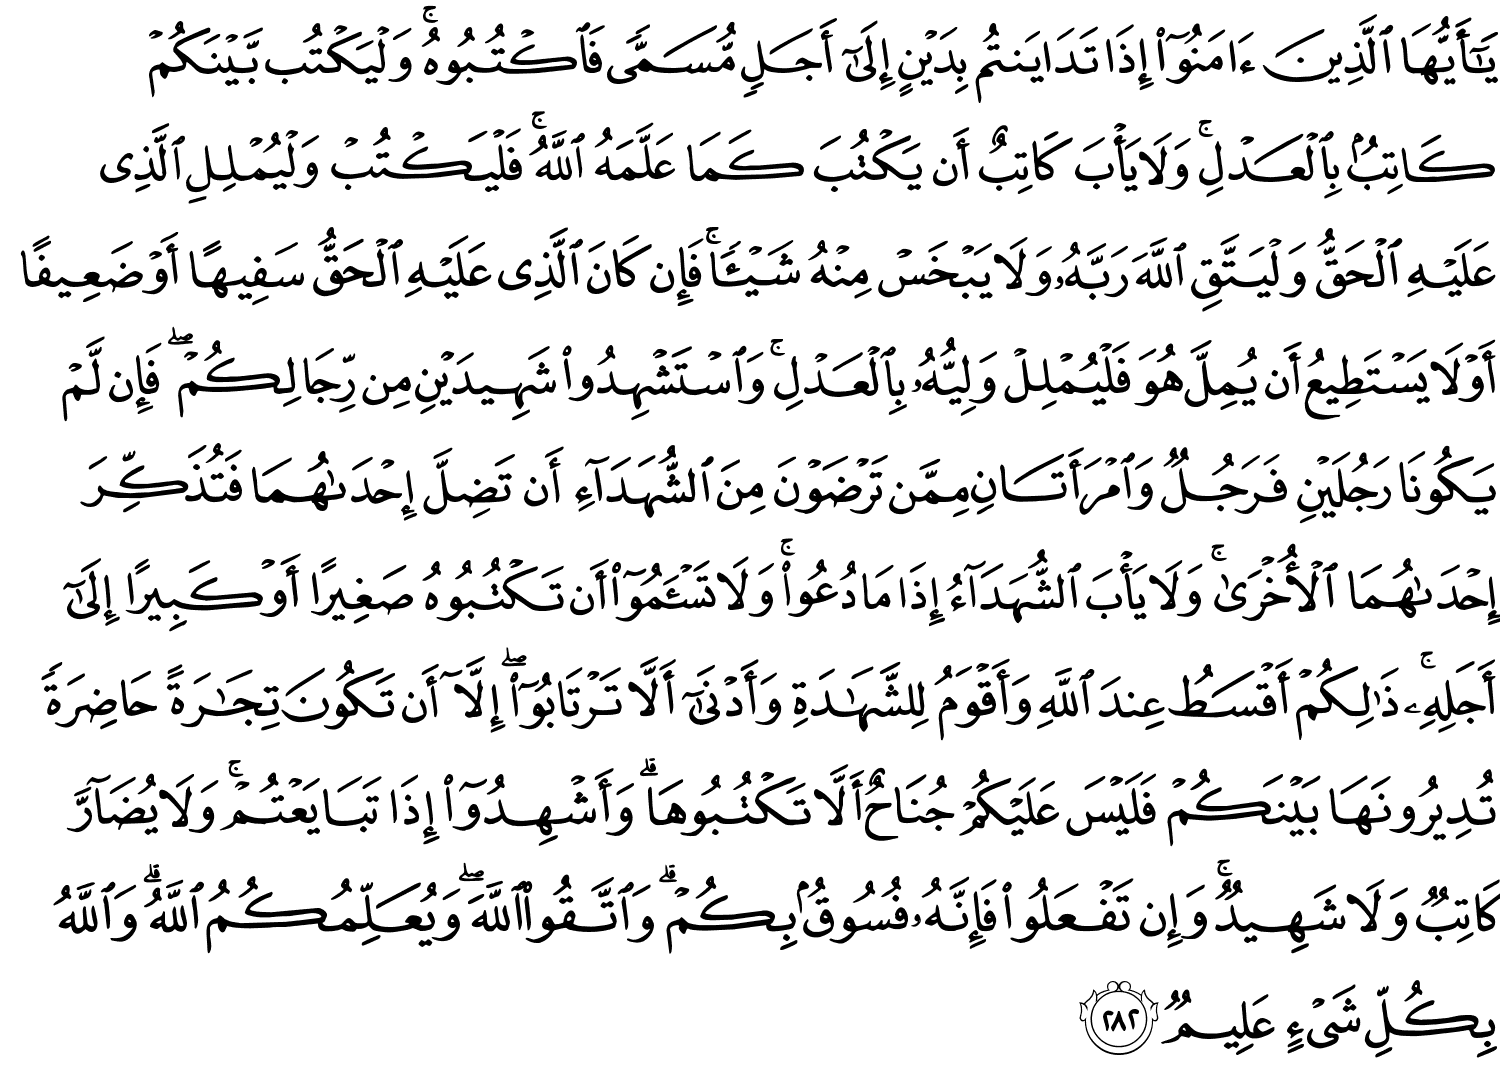 يَٰٓأَيُّهَا ٱلَّذِينَ ءَامَنُوٓا۟ إِذَا تَدَايَنتُم بِدَيْنٍ إِلَىٰٓ أَجَلٍ مُّسَمًّى فَٱكْتُبُوهُ ۚ وَلْيَكْتُب بَّيْنَكُمْ
كَاتِبٌۢ بِٱلْعَدْلِ ۚ وَلَا يَأْبَ كَاتِبٌ أَن يَكْتُبَ كَمَا عَلَّمَهُ ٱللَّهُ ۚ فَلْيَكْتُبْ وَلْيُمْلِلِ ٱلَّذِى
عَلَيْهِ ٱلْحَقُّ وَلْيَتَّقِ ٱللَّهَ رَبَّهُۥ وَلَا يَبْخَسْ مِنْهُ شَيْـًٔا ۚ فَإِن كَانَ ٱلَّذِى عَلَيْهِ ٱلْحَقُّ سَفِيهًا أَوْ ضَعِيفًا
أَوْ لَا يَسْتَطِيعُ أَن يُمِلَّ هُوَ فَلْيُمْلِلْ وَلِيُّهُۥ بِٱلْعَدْلِ ۚ وَٱسْتَشْهِدُوا۟ شَهِيدَيْنِ مِن رِّجَالِكُمْ ۖ فَإِن لَّمْ
يَكُونَا رَجُلَيْنِ فَرَجُلٌ وَٱمْرَأَتَانِ مِمَّن تَرْضَوْنَ مِنَ ٱلشُّهَدَآءِ أَن تَضِلَّ إِحْدَىٰهُمَا فَتُذَكِّرَ
إِحْدَىٰهُمَا ٱلْأُخْرَىٰ ۚ وَلَا يَأْبَ ٱلشُّهَدَآءُ إِذَا مَا دُعُوا۟ ۚ وَلَا تَسْـَٔمُوٓا۟ أَن تَكْتُبُوهُ صَغِيرًا أَوْ كَبِيرًا إِلَىٰٓ
أَجَلِهِۦ ۚ ذَٰلِكُمْ أَقْسَطُ عِندَ ٱللَّهِ وَأَقْوَمُ لِلشَّهَٰدَةِ وَأَدْنَىٰٓ أَلَّا تَرْتَابُوٓا۟ ۖ إِلَّآ أَن تَكُونَ تِجَٰرَةً حَاضِرَةً
تُدِيرُونَهَا بَيْنَكُمْ فَلَيْسَ عَلَيْكُمْ جُنَاحٌ أَلَّا تَكْتُبُوهَا ۗ وَأَشْهِدُوٓا۟ إِذَا تَبَايَعْتُمْ ۚ وَلَا يُضَآرَّ
كَاتِبٌ وَلَا شَهِيدٌ ۚ وَإِن تَفْعَلُوا۟ فَإِنَّهُۥ فُسُوقٌۢ بِكُمْ ۗ وَٱتَّقُوا۟ ٱللَّهَ ۖ وَيُعَلِّمُكُمُ ٱللَّهُ ۗ وَٱللَّهُ
بِكُلِّ شَىْءٍ عَلِيمٌ ٢٨٢